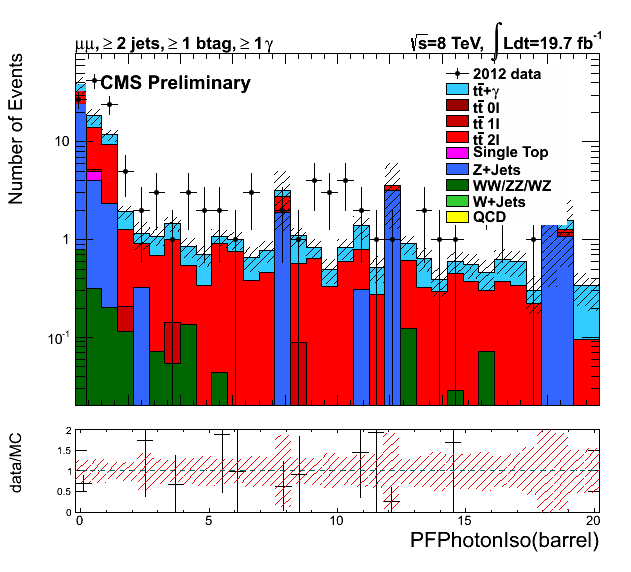 μμ, ≥ 2 jets, ≥ 1 btag, ≥ 1 γ
√s=8 TeV, ∫ Ldt=19.7 fb⁻¹
CMS Preliminary
2012 data
tt̄+γ
tt̄ 0l
tt̄ 1l
tt̄ 2l
Single Top
Z+Jets
WW/ZZ/WZ
W+Jets
QCD
Number of Events
10
1
10⁻¹
data/MC
2
1.5
1
0.5
0
0 5 10 15 20
PFPhotonIso(barrel)